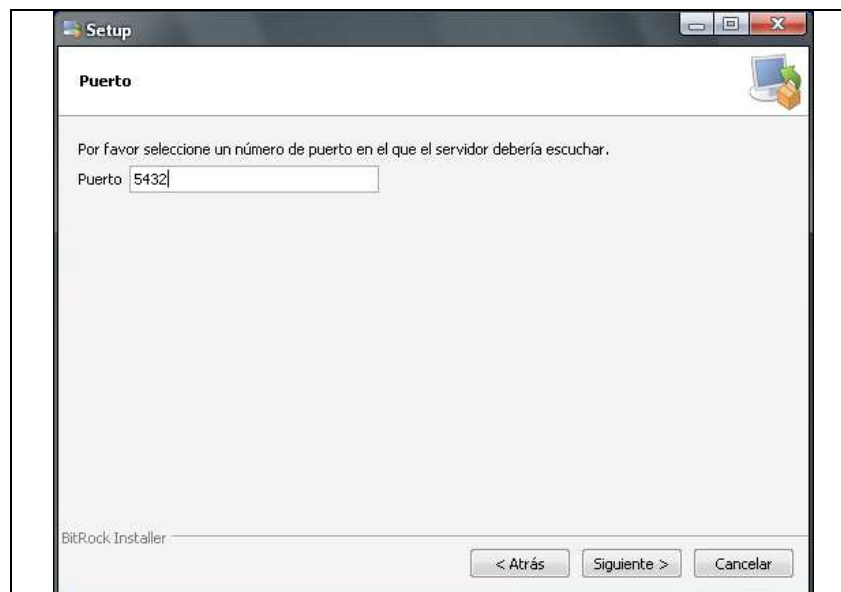 Setup
Puerto
Por favor seleccione un número de puerto en el que el servidor debería escuchar.
Puerto 5432
BitRock Installer
< Atrás Siguiente > Cancelar